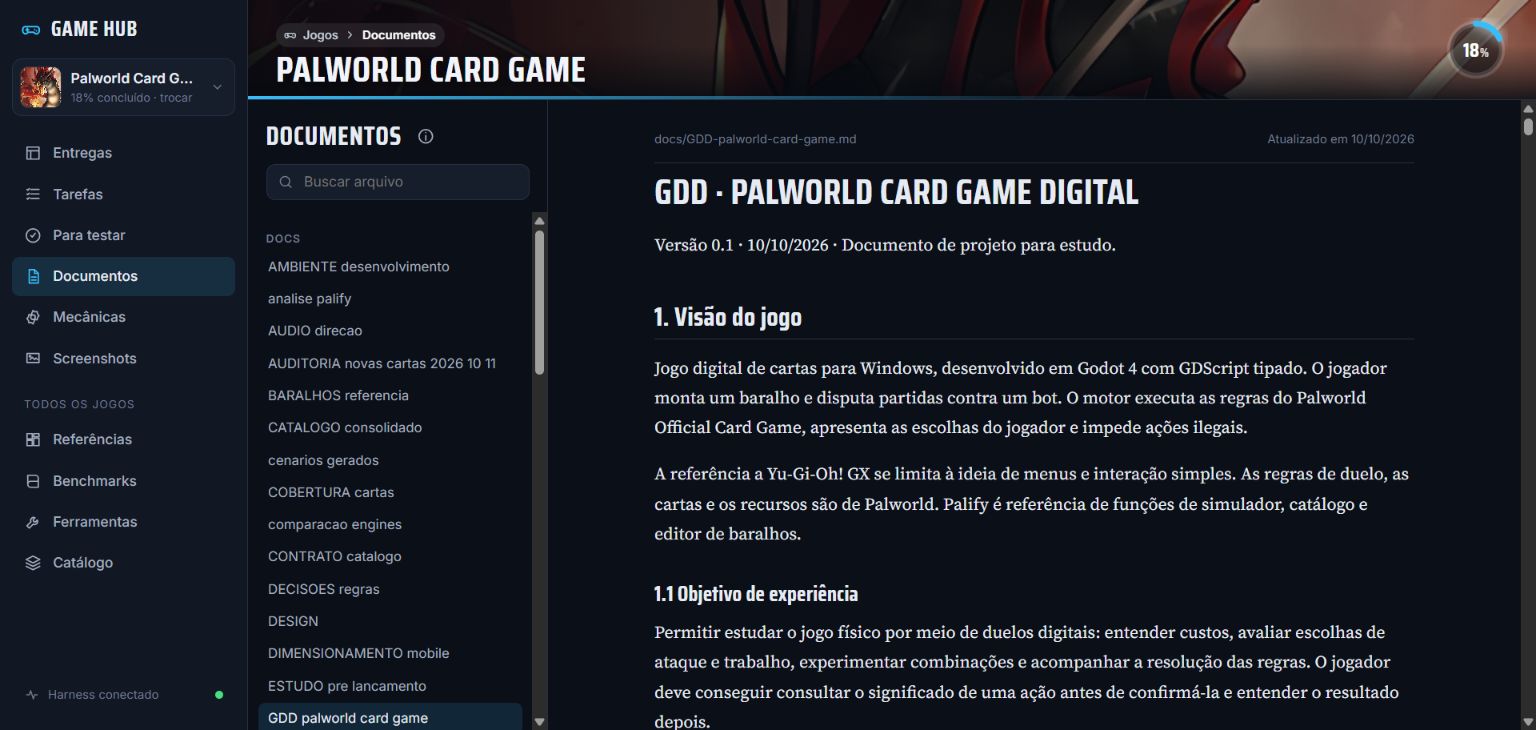 GAME HUB
Palworld Card G...
18% concluído · trocar
Entregas
Tarefas
Para testar
Documentos
Mecânicas
Screenshots
TODOS OS JOGOS
Referências
Benchmarks
Ferramentas
Catálogo
Harness conectado
Jogos > Documentos
PALWORLD CARD GAME
18%
DOCUMENTOS
Buscar arquivo
DOCS
AMBIENTE desenvolvimento
analise palify
AUDIO direcao
AUDITORIA novas cartas 2026 10 11
BARALHOS referencia
CATALOGO consolidado
cenarios gerados
COBERTURA cartas
comparacao engines
CONTRATO catalogo
DECISOES regras
DESIGN
DIMENSIONAMENTO mobile
ESTUDO pre lancamento
GDD palworld card game
docs/GDD-palworld-card-game.md
Atualizado em 10/10/2026
GDD · PALWORLD CARD GAME DIGITAL
Versão 0.1 · 10/10/2026 · Documento de projeto para estudo.
1. Visão do jogo
Jogo digital de cartas para Windows, desenvolvido em Godot 4 com GDScript tipado. O jogador
monta um baralho e disputa partidas contra um bot. O motor executa as regras do Palworld
Official Card Game, apresenta as escolhas do jogador e impede ações ilegais.
A referência a Yu-Gi-Oh! GX se limita à ideia de menus e interação simples. As regras de duelo, as
cartas e os recursos são de Palworld. Palify é referência de funções de simulador, catálogo e
editor de baralhos.
1.1 Objetivo de experiência
Permitir estudar o jogo físico por meio de duelos digitais: entender custos, avaliar escolhas de
ataque e trabalho, experimentar combinações e acompanhar a resolução das regras. O jogador
deve conseguir consultar o significado de uma ação antes de confirmá-la e entender o resultado
depois.